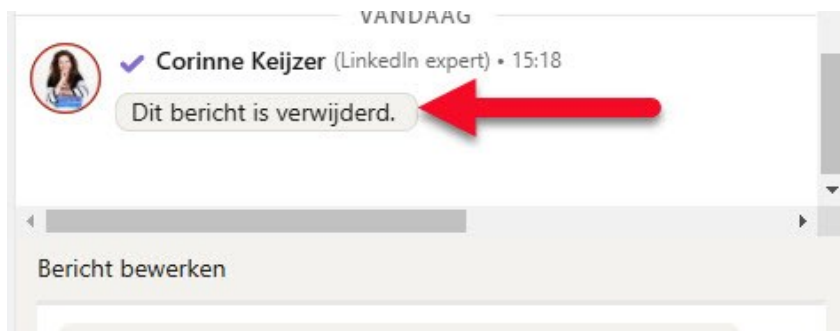 VANDAAG
Corinne Keijzer (LinkedIn expert) • 15:18
Dit bericht is verwijderd.
Bericht bewerken